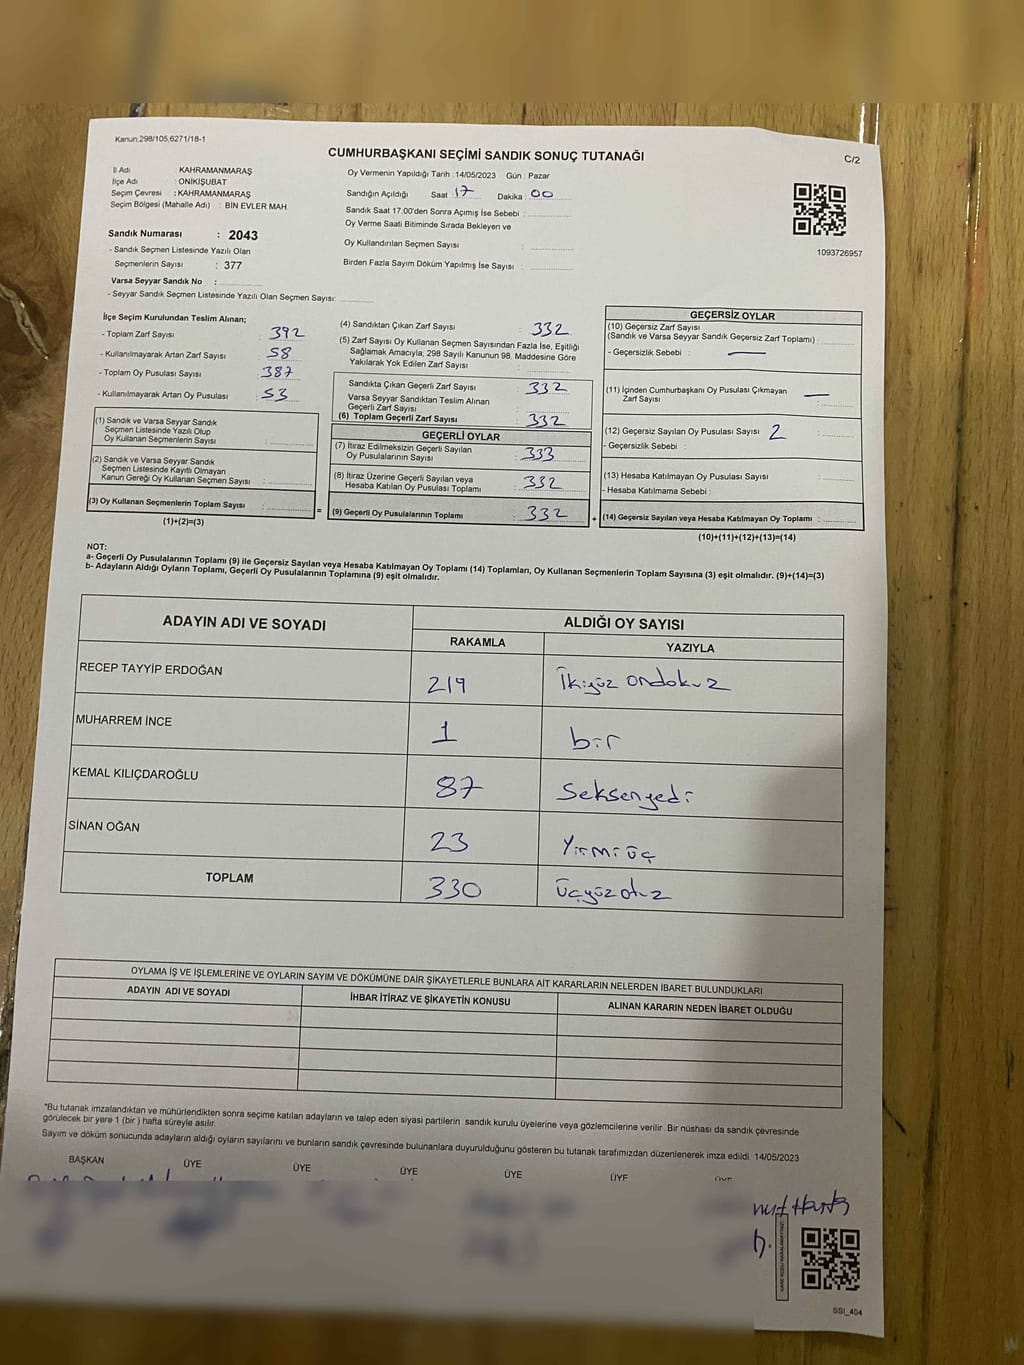 Kanun:298/105,6271/18-1
CUMHURBAŞKANI SEÇİMİ SANDIK SONUÇ TUTANAĞI
C/2
İl Adı : KAHRAMANMARAŞ
İlçe Adı : ONİKİŞUBAT
Seçim Çevresi : KAHRAMANMARAŞ
Seçim Bölgesi (Mahalle Adı) : BİN EVLER MAH.
Sandık Numarası : 2043
- Sandık Seçmen Listesinde Yazılı Olan
Seçmenlerin Sayısı : 377
Varsa Seyyar Sandık No :
- Seyyar Sandık Seçmen Listesinde Yazılı Olan Seçmen Sayısı:
Oy Vermenin Yapıldığı Tarih : 14/05/2023 Gün : Pazar
Sandığın Açıldığı Saat 17 Dakika : 00
Sandık Saat 17:00'den Sonra Açımış İse Sebebi :
Oy Verme Saati Bitiminde Sırada Bekleyen ve
Oy Kullandırılan Seçmen Sayısı :
Birden Fazla Sayım Döküm Yapılmış İse Sayısı :
1093726957
İlçe Seçim Kurulundan Teslim Alınan;
- Toplam Zarf Sayısı : 392
- Kullanılmayarak Artan Zarf Sayısı : 58
- Toplam Oy Pusulası Sayısı : 387
- Kullanılmayarak Artan Oy Pusulası : 53
(1) Sandık ve Varsa Seyyar Sandık
Seçmen Listesinde Yazılı Olup
Oy Kullanan Seçmenlerin Sayısı :
(2) Sandık ve Varsa Seyyar Sandık
Seçmen Listesinde Kayıtlı Olmayan
Kanun Gereği Oy Kullanan Seçmen Sayısı :
(3) Oy Kullanan Seçmenlerin Toplam Sayısı :
(1)+(2)=(3)
(4) Sandıktan Çıkan Zarf Sayısı : 332
(5) Zarf Sayısı Oy Kullanan Seçmen Sayısından Fazla İse, Eşitliği
Sağlamak Amacıyla; 298 Sayılı Kanunun 98. Maddesine Göre
Yakılarak Yok Edilen Zarf Sayısı :
Sandıkta Çıkan Geçerli Zarf Sayısı : 332
Varsa Seyyar Sandıktan Teslim Alınan
Geçerli Zarf Sayısı :
(6) Toplam Geçerli Zarf Sayısı : 332
GEÇERLİ OYLAR
(7) İtiraz Edilmeksizin Geçerli Sayılan
Oy Pusulalarının Sayısı : 333
(8) İtiraz Üzerine Geçerli Sayılan veya
Hesaba Katılan Oy Pusulası Toplamı : 332
= (9) Geçerli Oy Pusulalarının Toplamı : 332 +
GEÇERSİZ OYLAR
(10) Geçersiz Zarf Sayısı
(Sandık ve Varsa Seyyar Sandık Geçersiz Zarf Toplamı) :
- Geçersizlik Sebebi : —
(11) İçinden Cumhurbaşkanı Oy Pusulası Çıkmayan
Zarf Sayısı : —
(12) Geçersiz Sayılan Oy Pusulası Sayısı 2 :
- Geçersizlik Sebebi :
(13) Hesaba Katılmayan Oy Pusulası Sayısı :
- Hesaba Katılmama Sebebi :
(14) Geçersiz Sayılan veya Hesaba Katılmayan Oy Toplamı :
(10)+(11)+(12)+(13)=(14)
NOT:
a- Geçerli Oy Pusulalarının Toplamı (9) ile Geçersiz Sayılan veya Hesaba Katılmayan Oy Toplamı (14) Toplamları, Oy Kullanan Seçmenlerin Toplam Sayısına (3) eşit olmalıdır. (9)+(14)=(3)
b- Adayların Aldığı Oyların Toplamı, Geçerli Oy Pusulalarının Toplamına (9) eşit olmalıdır.
ADAYIN ADI VE SOYADI ALDIĞI OY SAYISI
RAKAMLA YAZIYLA
RECEP TAYYİP ERDOĞAN 219 İkiyüz ondokuz
MUHARREM İNCE 1 bir
KEMAL KILIÇDAROĞLU 87 Seksenyedi
SİNAN OĞAN 23 Yirmi üç
TOPLAM 330 üçyüzotuz
OYLAMA İŞ VE İŞLEMLERİNE VE OYLARIN SAYIM VE DÖKÜMÜNE DAİR ŞİKAYETLERLE BUNLARA AİT KARARLARIN NELERDEN İBARET BULUNDUKLARI
ADAYIN ADI VE SOYADI İHBAR İTİRAZ VE ŞİKAYETİN KONUSU ALINAN KARARIN NEDEN İBARET OLDUĞU
*Bu tutanak imzalandıktan ve mühürlendikten sonra seçime katılan adayların ve talep eden siyasi partilerin sandık kurulu üyelerine veya gözlemcilerine verilir .Bir nüshası da sandık çevresinde
görülecek bir yere 1 (bir ) hafta süreyle asılır.
Sayım ve döküm sonucunda adayların aldığı oyların sayılarını ve bunların sandık çevresinde bulunanlara duyurulduğunu gösteren bu tutanak tarafımızdan düzenlenerek imza edildi. 14/05/2023
BAŞKAN ÜYE ÜYE ÜYE ÜYE ÜYE ÜYE
SSI_404